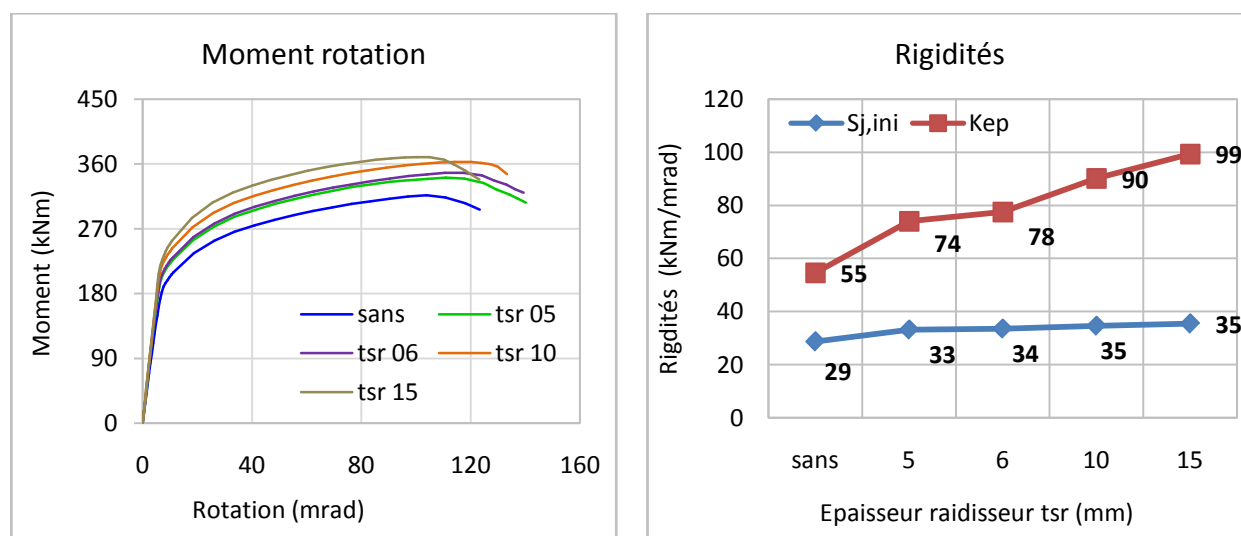 Moment rotation
Moment (kNm)
450
360
270
180
90
0
sans
tsr 05
tsr 06
tsr 10
tsr 15
0 40 80 120 160
Rotation (mrad)
Rigidités
Rigdités (kNm/mrad)
120
100
80
60
40
20
0
Sj,ini
Kep
55
74
78
90
99
29
33
34
35
35
sans 5 6 10 15
Epaisseur raidisseur tsr (mm)